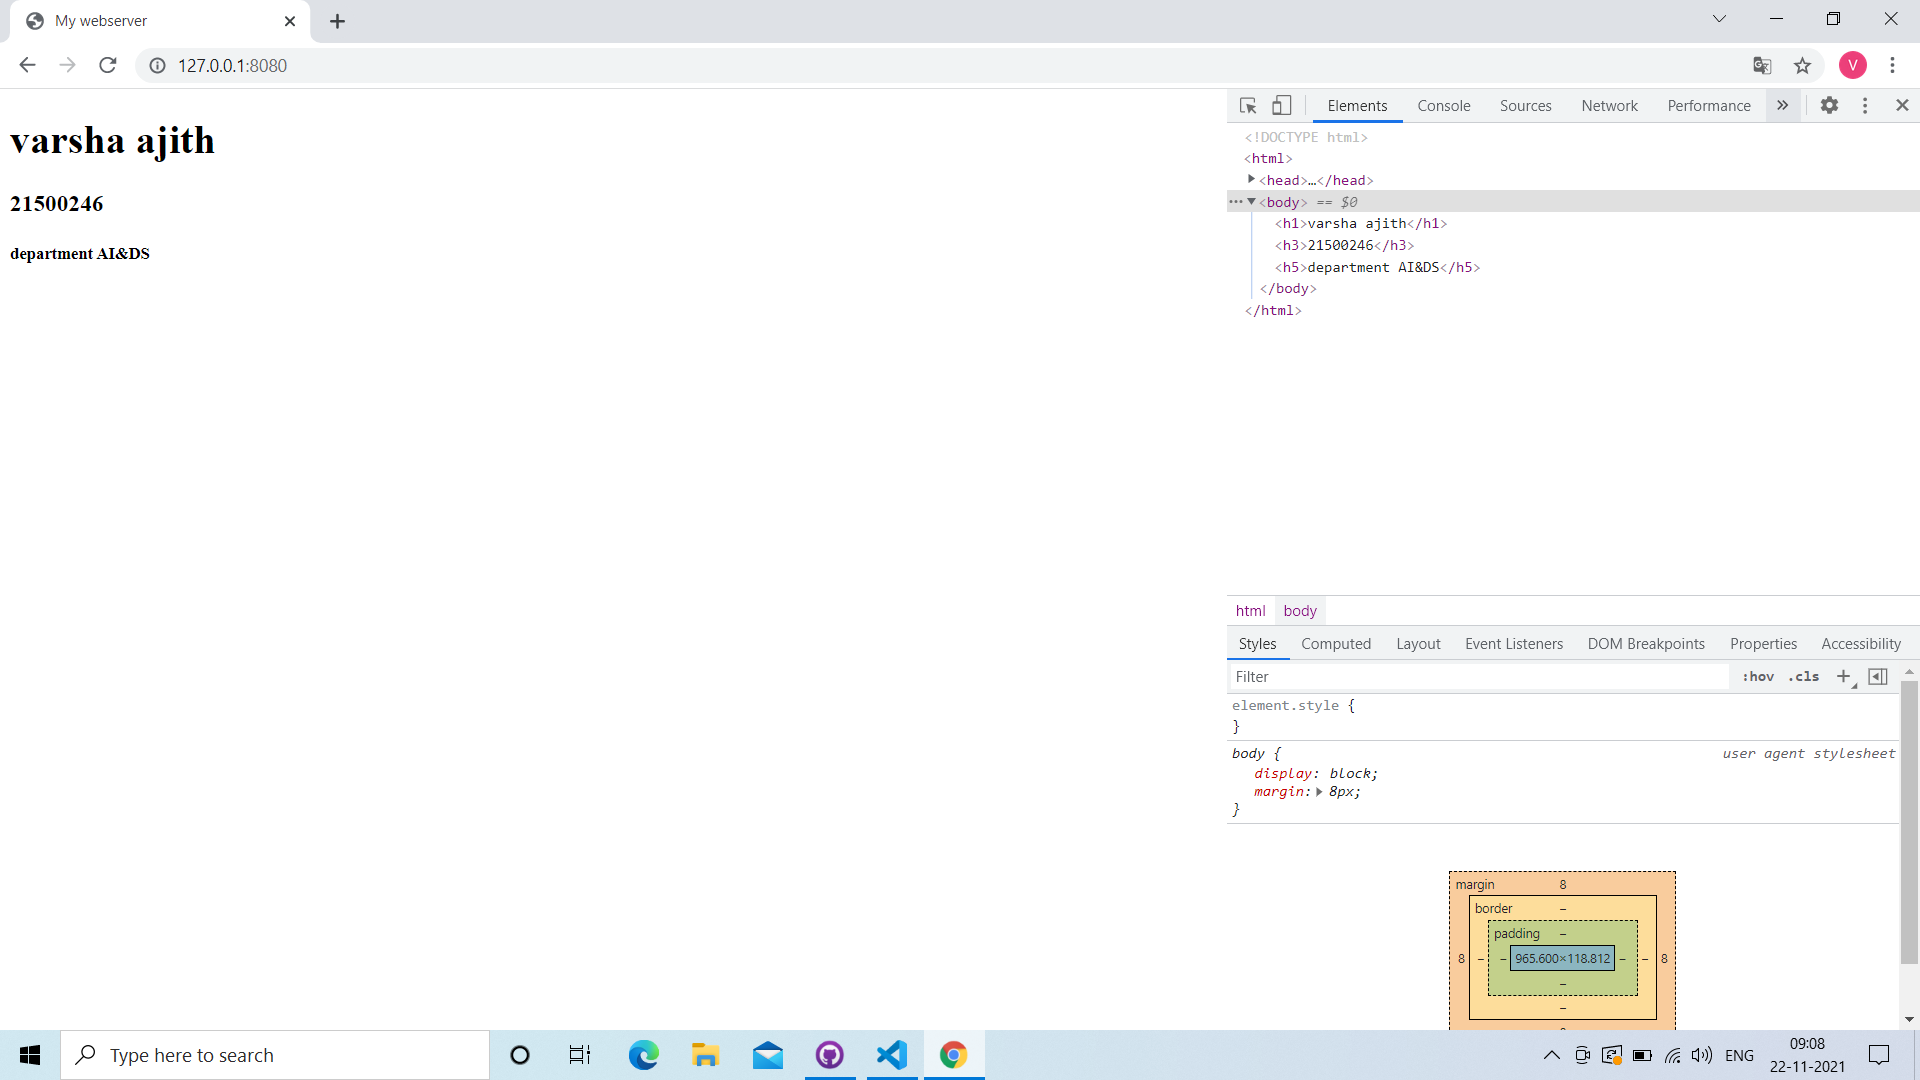 My webserver
127.0.0.1:8080
V
varsha ajith
21500246
department AI&DS
Elements Console Sources Network Performance
<!DOCTYPE html>
<html>
<head>…</head>
<body> == $0
<h1>varsha ajith</h1>
<h3>21500246</h3>
<h5>department AI&DS</h5>
</body>
</html>
html body
Styles Computed Layout Event Listeners DOM Breakpoints Properties Accessibility
Filter :hov .cls
element.style {
}
body { user agent stylesheet
display: block;
margin: 8px;
}
margin 8
border –
padding –
8 – – 965.600×118.812 – – 8
–
–
Type here to search
ENG
09:08
22-11-2021